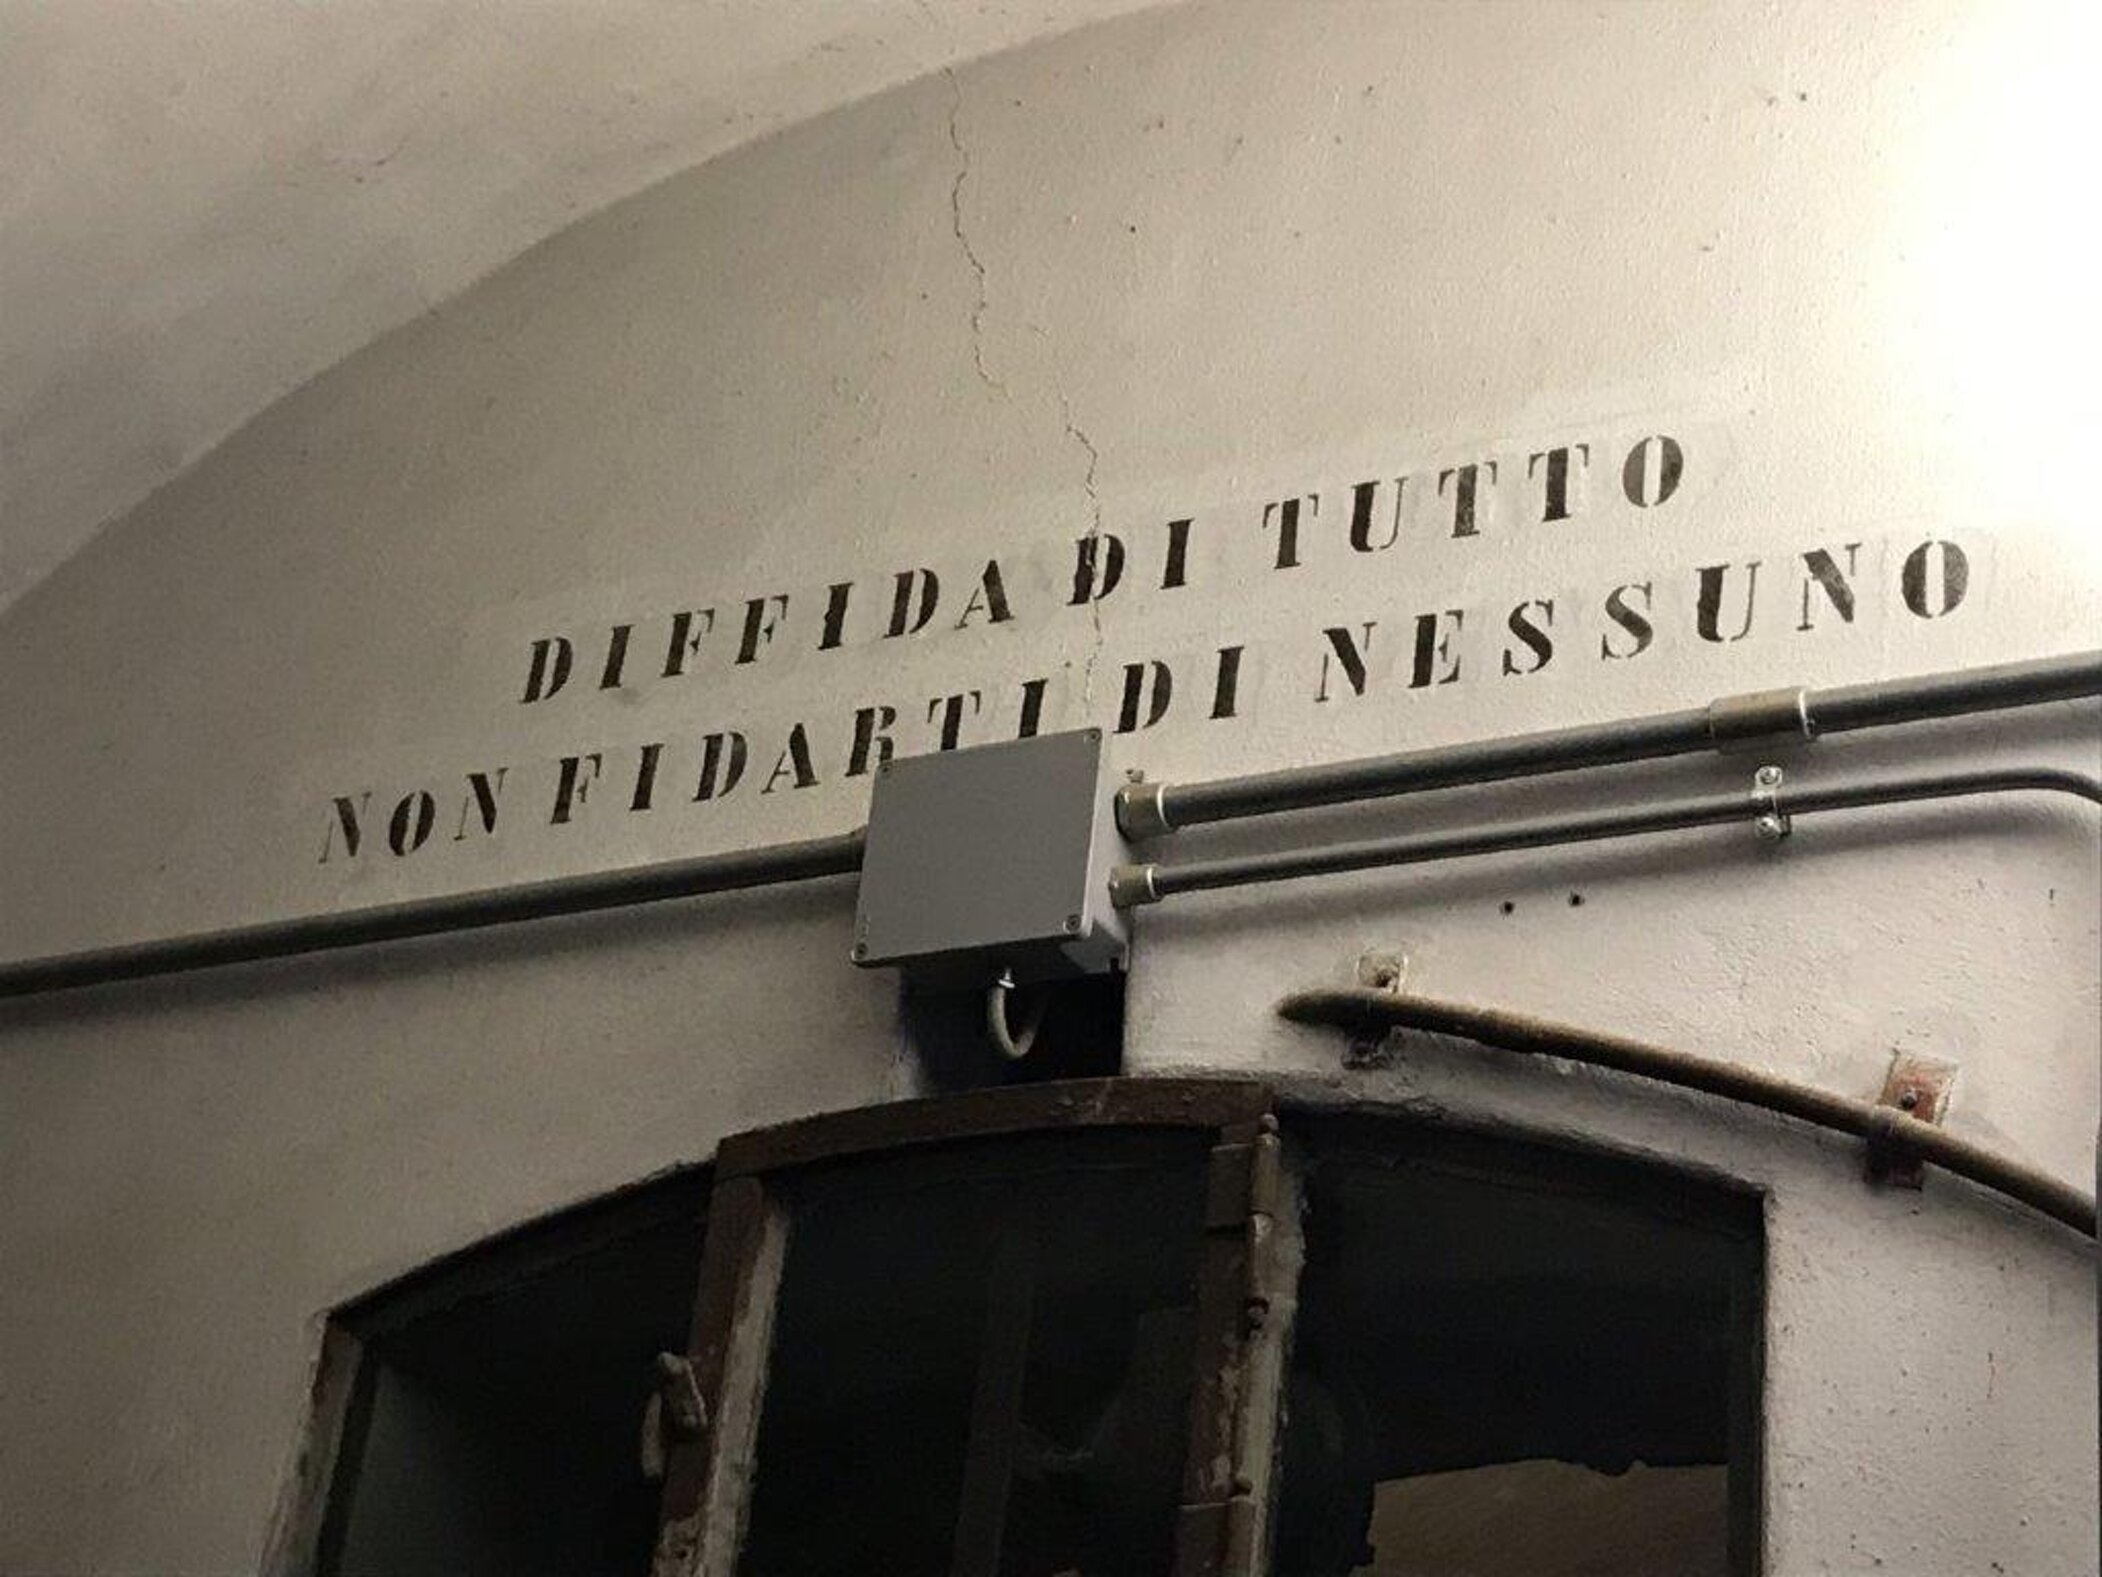 DIFFIDA DI TUTTO
NON FIDARTI DI NESSUNO